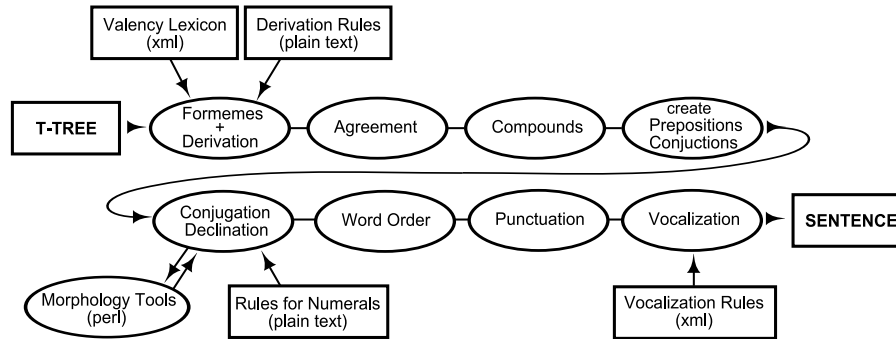 Valency Lexicon
(xml)
Derivation Rules
(plain text)
T-TREE
Formemes
+
Derivation
Agreement
Compounds
create
Prepositions
Conjuctions
Conjugation
Declination
Word Order
Punctuation
Vocalization
SENTENCE
Morphology Tools
(perl)
Rules for Numerals
(plain text)
Vocalization Rules
(xml)